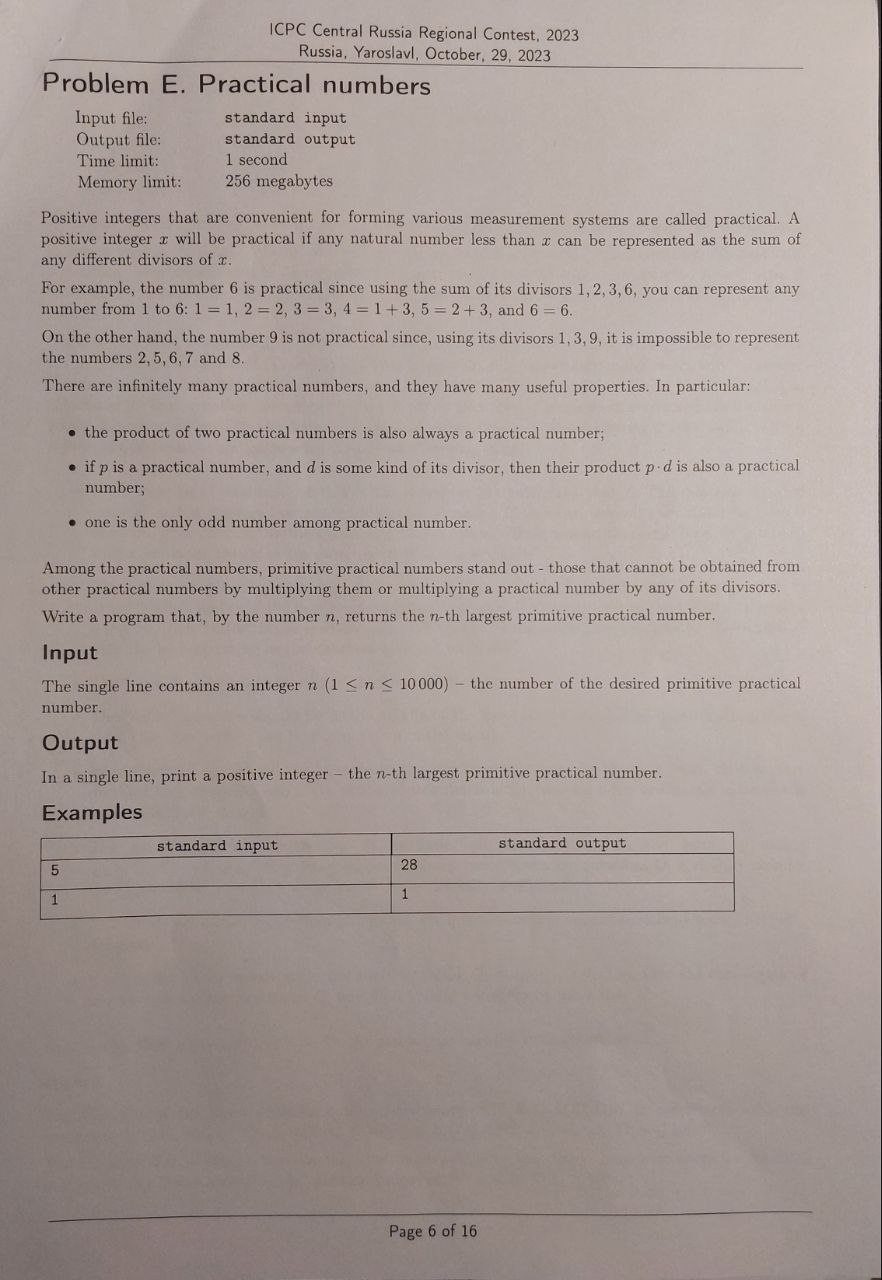 ICPC Central Russia Regional Contest, 2023
Russia, Yaroslavl, October, 29, 2023
Problem E. Practical numbers
Input file: standard input
Output file: standard output
Time limit: 1 second
Memory limit: 256 megabytes
Positive integers that are convenient for forming various measurement systems are called practical. A
positive integer x will be practical if any natural number less than x can be represented as the sum of
any different divisors of x.
For example, the number 6 is practical since using the sum of its divisors 1, 2, 3, 6, you can represent any
number from 1 to 6: 1 = 1, 2 = 2, 3 = 3, 4 = 1 + 3, 5 = 2 + 3, and 6 = 6.
On the other hand, the number 9 is not practical since, using its divisors 1, 3, 9, it is impossible to represent
the numbers 2, 5, 6, 7 and 8.
There are infinitely many practical numbers, and they have many useful properties. In particular:
• the product of two practical numbers is also always a practical number;
• if p is a practical number, and d is some kind of its divisor, then their product p · d is also a practical
number;
• one is the only odd number among practical number.
Among the practical numbers, primitive practical numbers stand out - those that cannot be obtained from
other practical numbers by multiplying them or multiplying a practical number by any of its divisors.
Write a program that, by the number n, returns the n-th largest primitive practical number.
Input
The single line contains an integer n (1 ≤ n ≤ 10 000) – the number of the desired primitive practical
number.
Output
In a single line, print a positive integer – the n-th largest primitive practical number.
Examples
standard input standard output
5 28
1 1
Page 6 of 16